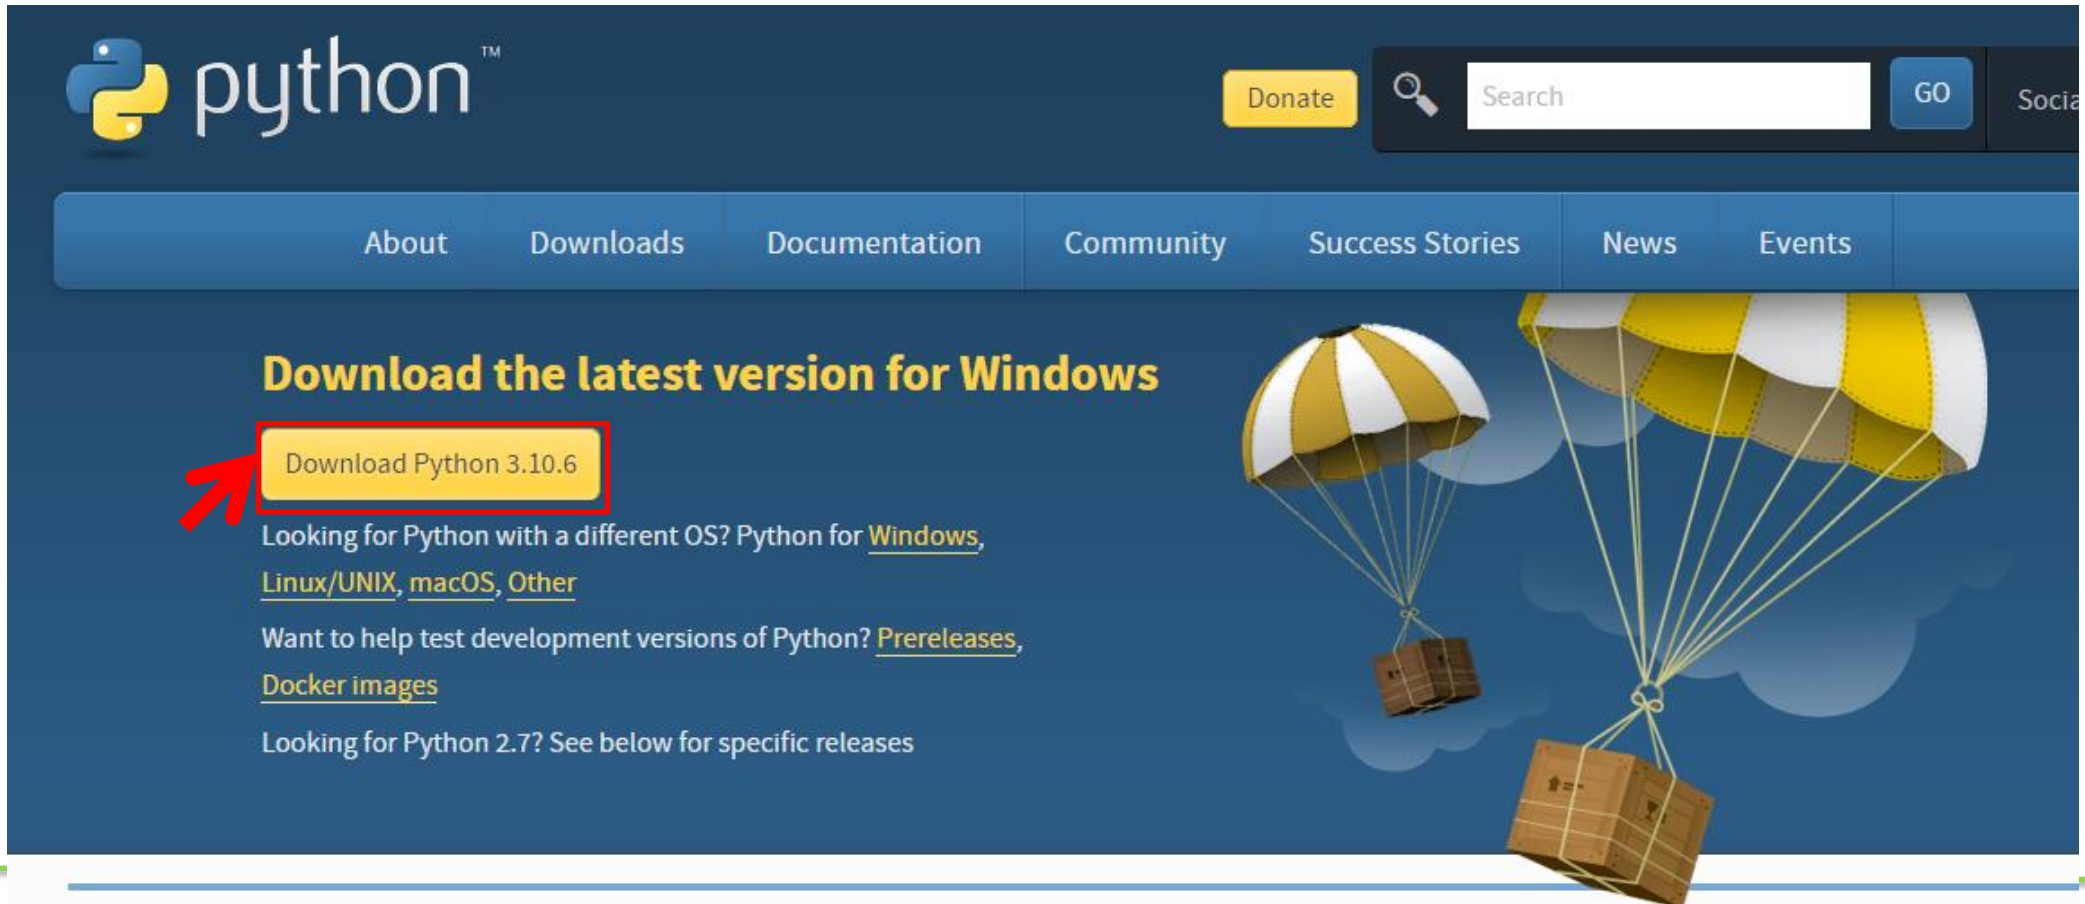 python™
Donate
Search
GO
Socia
About Downloads Documentation Community Success Stories News Events
Download the latest version for Windows
Download Python 3.10.6
Looking for Python with a different OS? Python for Windows,
Linux/UNIX, macOS, Other
Want to help test development versions of Python? Prereleases,
Docker images
Looking for Python 2.7? See below for specific releases